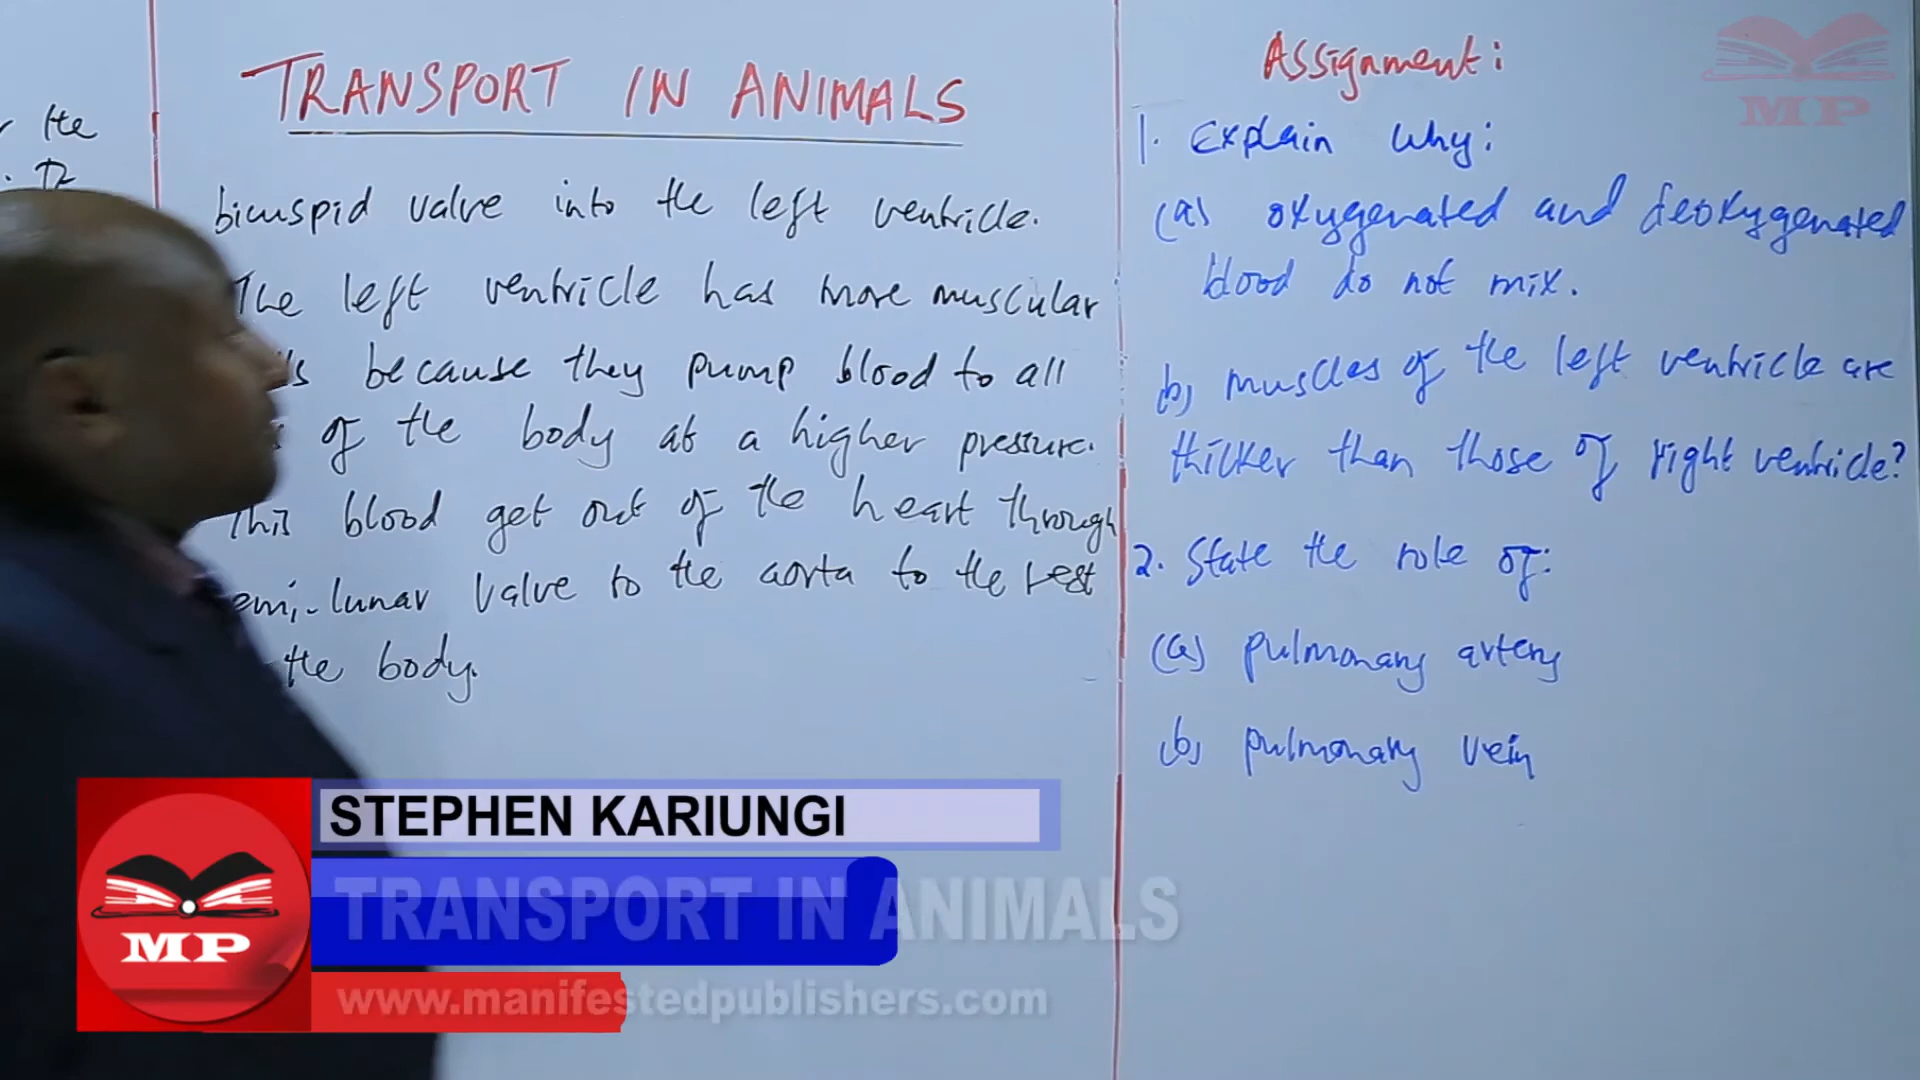 the
TRANSPORT IN ANIMALS
bicuspid valve into the left ventricle.
The left ventricle has more muscular
because they pump blood to all
of the body at a higher pressure.
This blood get out of the heart through
emi-lunar valve to the aorta to the rest
the body.
Assignment:
1. Explain why:
(a) oxygenated and deoxygenated
blood do not mix.
(b) muscles of the left ventricle are
thicker than those of right ventricle?
2. State the role of:
(a) pulmonary artery
(b) pulmonary vein
MP
STEPHEN KARIUNGI
TRANSPORT IN ANIMALS
www.manifestedpublishers.com
MP